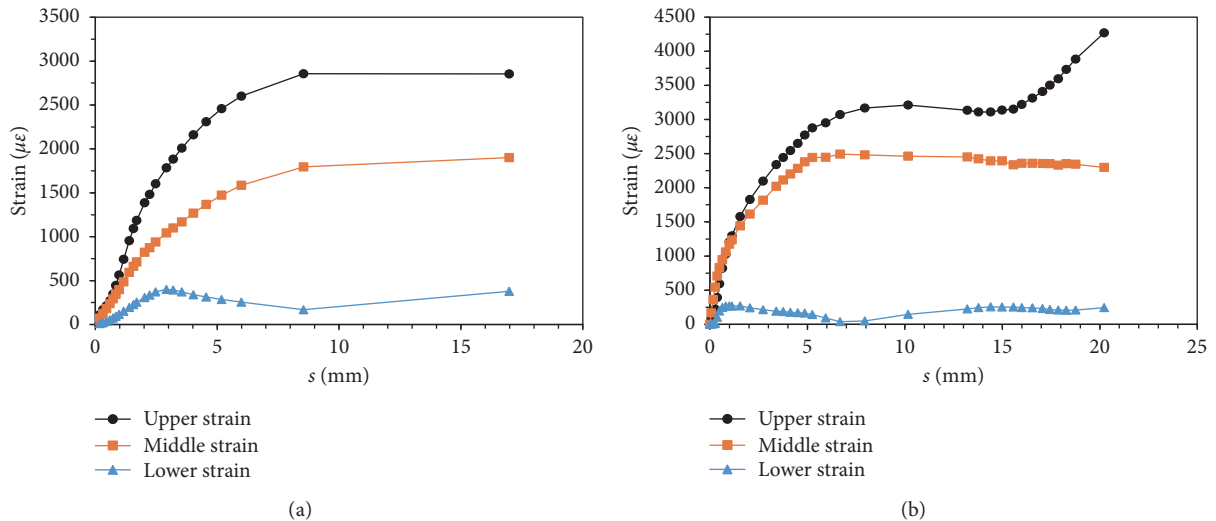 3500
3000
2500
2000
1500
1000
500
0
Strain (με)
0 5 10 15 20
s (mm)
Upper strain
Middle strain
Lower strain
(a)
4500
4000
3500
3000
2500
2000
1500
1000
500
0
Strain (με)
0 5 10 15 20 25
s (mm)
Upper strain
Middle strain
Lower strain
(b)